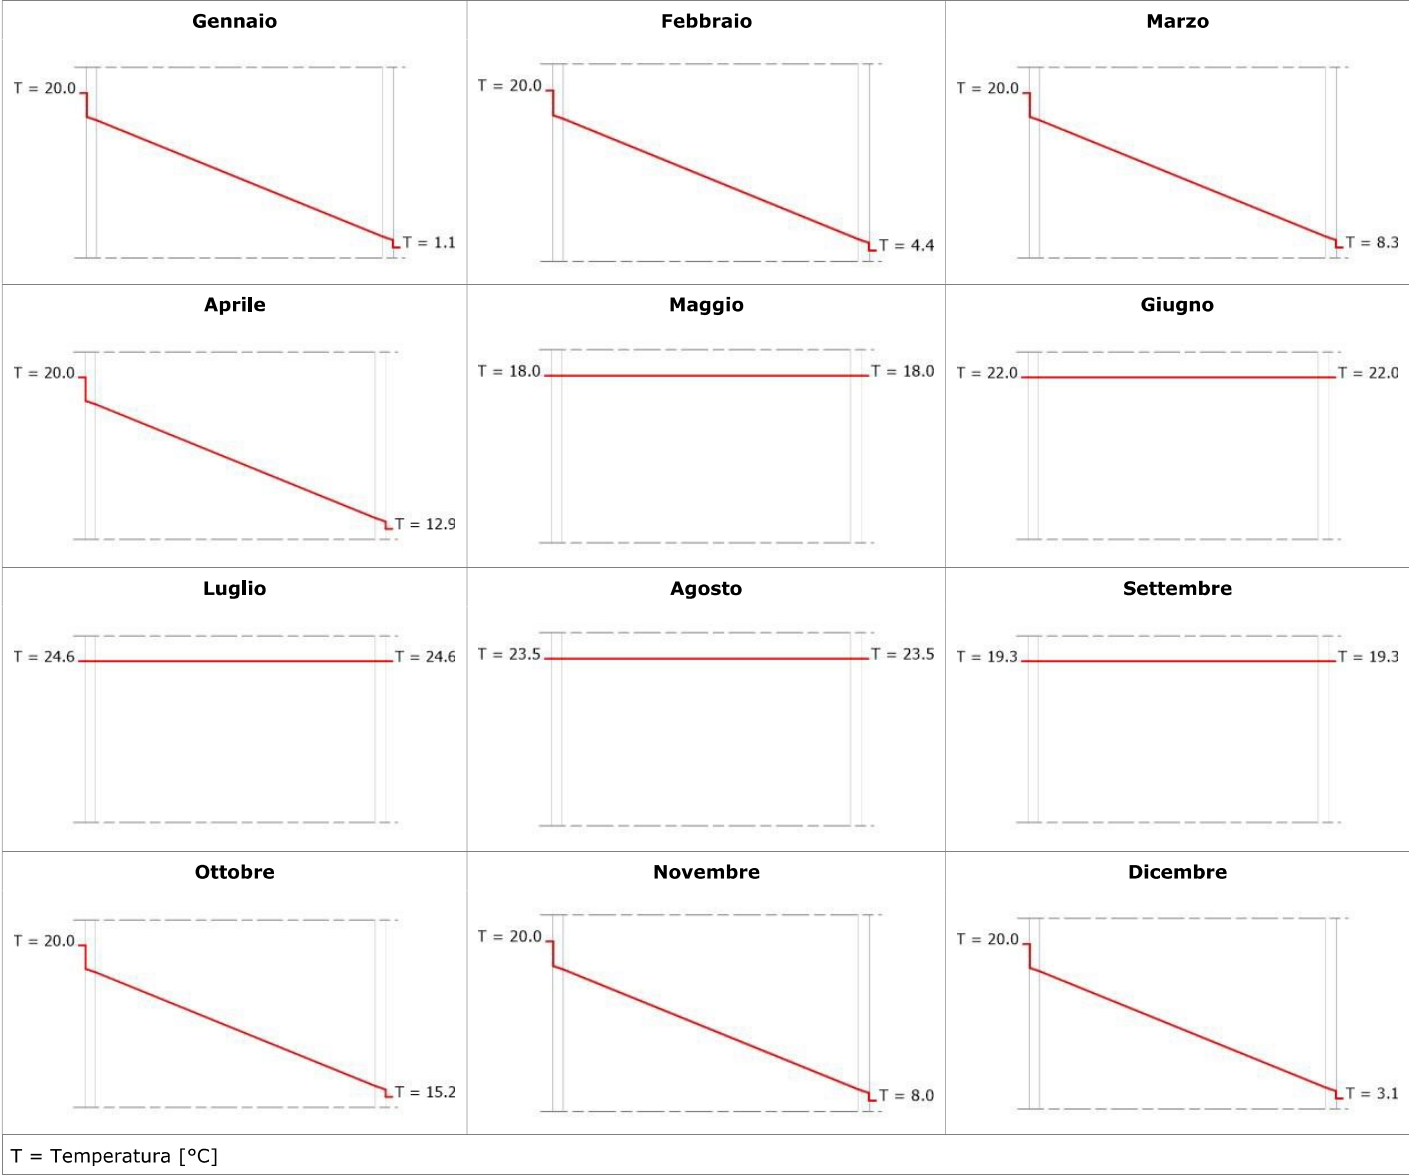 Gennaio
T = 20.0
T = 1.1
Febbraio
T = 20.0
T = 4.4
Marzo
T = 20.0
T = 8.3
Aprile
T = 20.0
T = 12.9
Maggio
T = 18.0
T = 18.0
Giugno
T = 22.0
T = 22.0
Luglio
T = 24.6
T = 24.6
Agosto
T = 23.5
T = 23.5
Settembre
T = 19.3
T = 19.3
Ottobre
T = 20.0
T = 15.2
Novembre
T = 20.0
T = 8.0
Dicembre
T = 20.0
T = 3.1
T = Temperatura [°C]